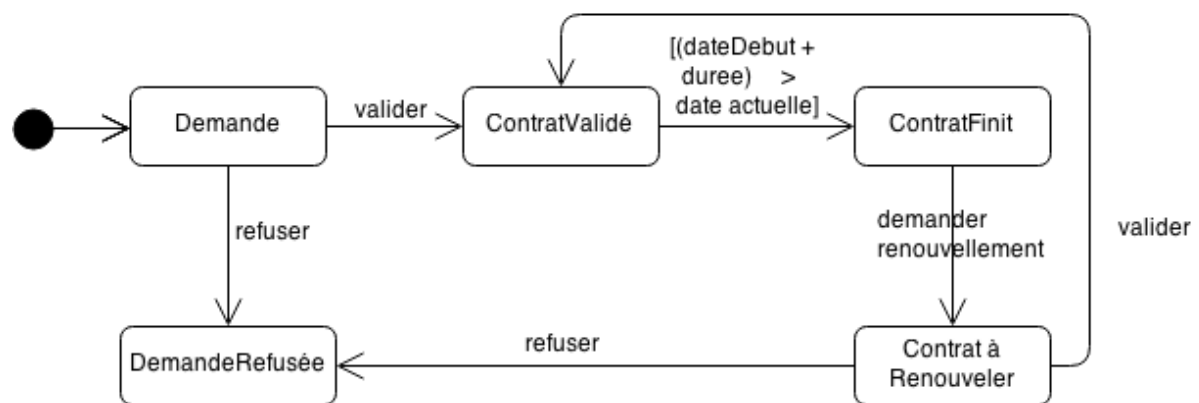 [(dateDebut +
duree) >
date actuelle]
Demande
valider
ContratValidé
ContratFinit
refuser
demander
renouvellement
valider
DemandeRefusée
refuser
Contrat à
Renouveler